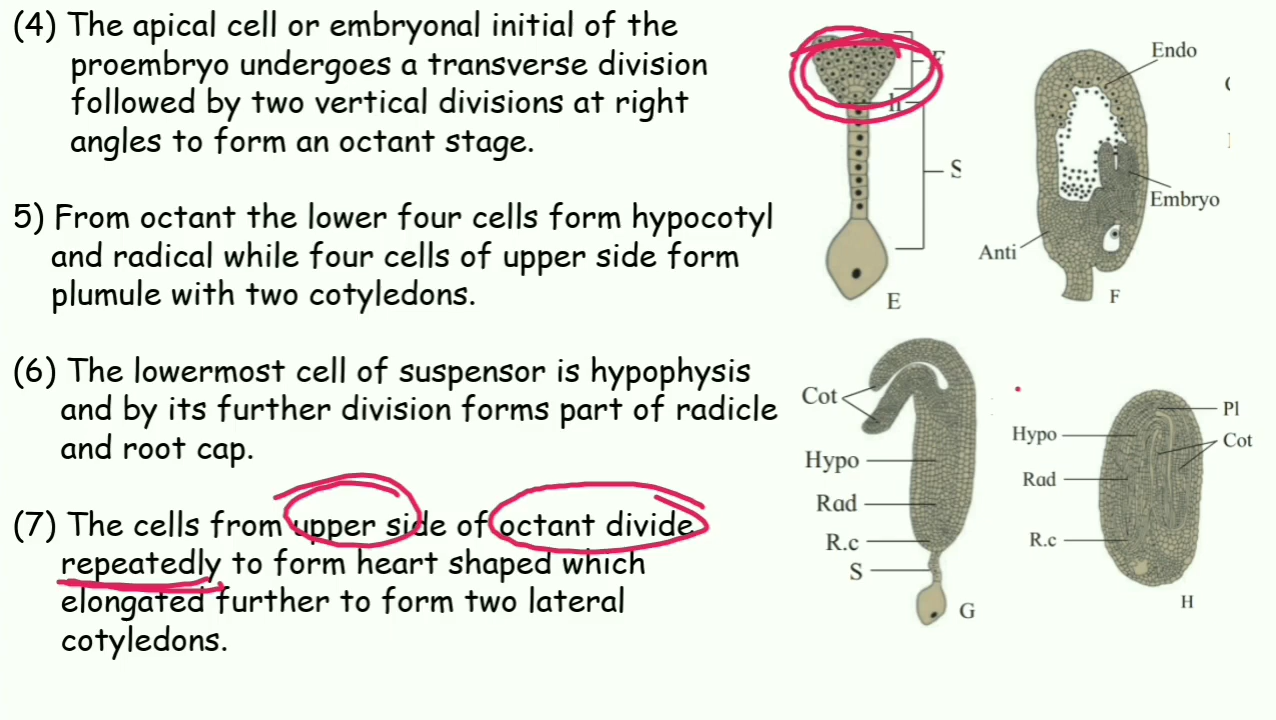 (4) The apical cell or embryonal initial of the
proembryo undergoes a transverse division
followed by two vertical divisions at right
angles to form an octant stage.
5) From octant the lower four cells form hypocotyl
and radical while four cells of upper side form
plumule with two cotyledons.
(6) The lowermost cell of suspensor is hypophysis
and by its further division forms part of radicle
and root cap.
(7) The cells from upper side of octant divide
repeatedly to form heart shaped which
elongated further to form two lateral
cotyledons.
h
S
E
Endo
Embryo
Anti
F
Cot
Hypo
Rad
R.c
S
G
Pl
Hypo
Cot
Rad
R.c
H